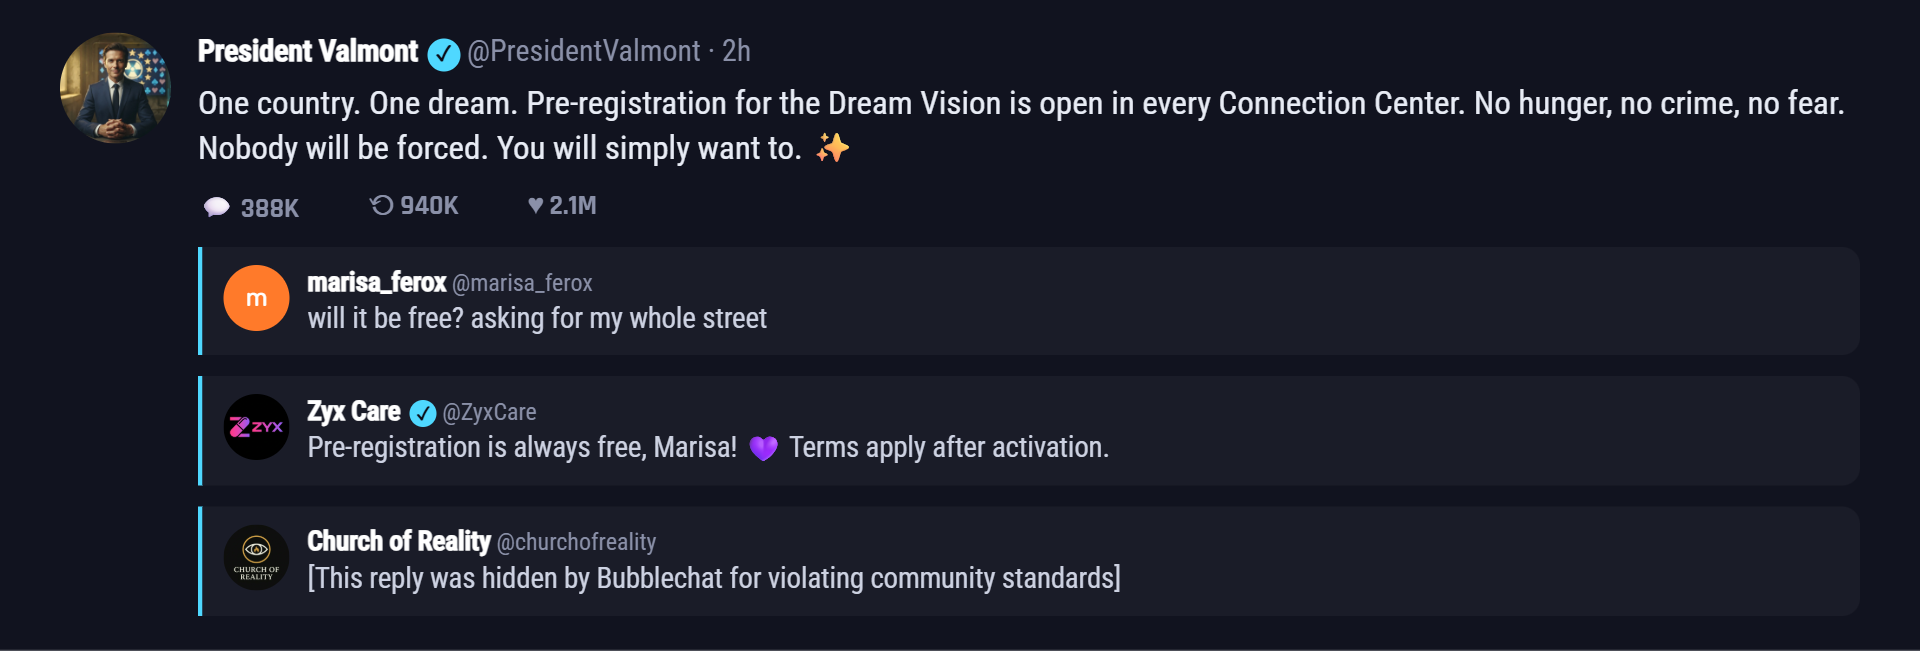 President Valmont ✓ @PresidentValmont · 2h
One country. One dream. Pre-registration for the Dream Vision is open in every Connection Center. No hunger, no crime, no fear.
Nobody will be forced. You will simply want to. ✨
💬 388K ⟲ 940K ♥ 2.1M
m
marisa_ferox @marisa_ferox
will it be free? asking for my whole street
ZYX
Zyx Care ✓ @ZyxCare
Pre-registration is always free, Marisa! 💜 Terms apply after activation.
CHURCH OF
REALITY
Church of Reality @churchofreality
[This reply was hidden by Bubblechat for violating community standards]